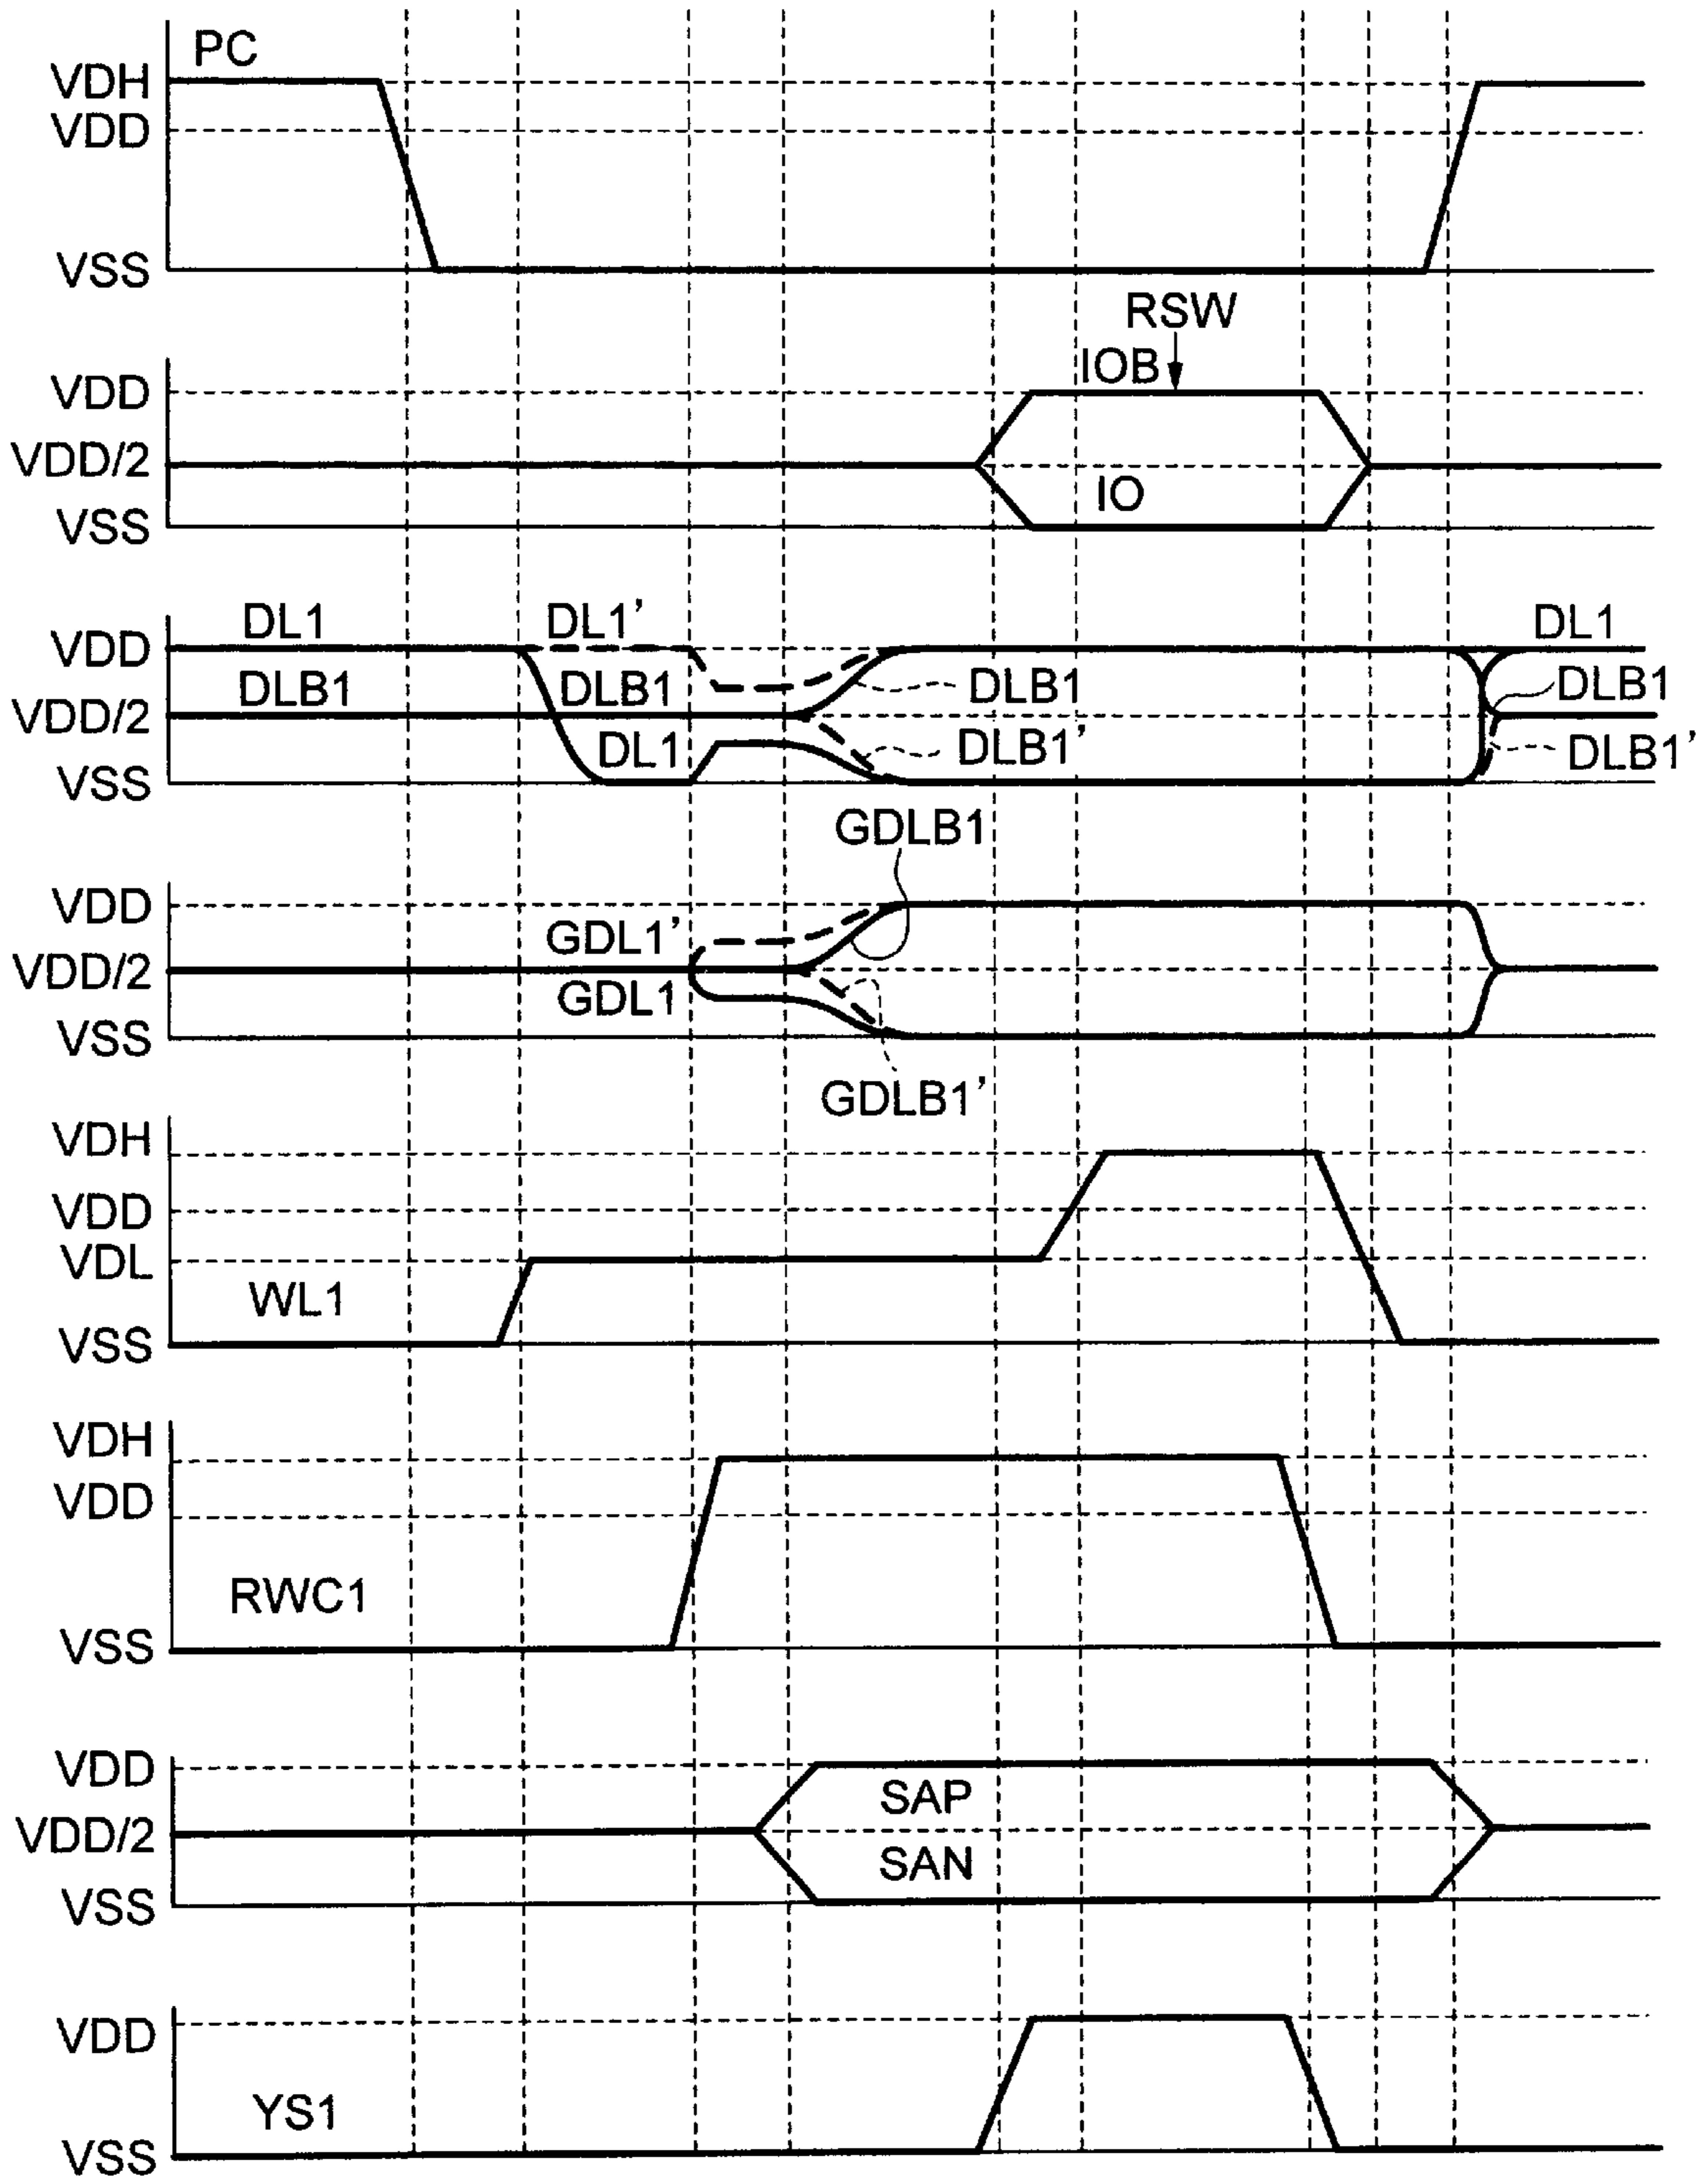 PC
VDH
VDD
VSS
RSW
IOB
VDD
VDD/2
IO
VSS
DL1 DL1’ DL1
VDD
DLB1 DLB1 DLB1 DLB1
VDD/2
DL1 DLB1’ DLB1’
VSS
GDLB1
VDD
GDL1’
VDD/2
GDL1
VSS
GDLB1’
VDH
VDD
VDL
WL1
VSS
VDH
VDD
RWC1
VSS
VDD
SAP
VDD/2
SAN
VSS
VDD
YS1
VSS